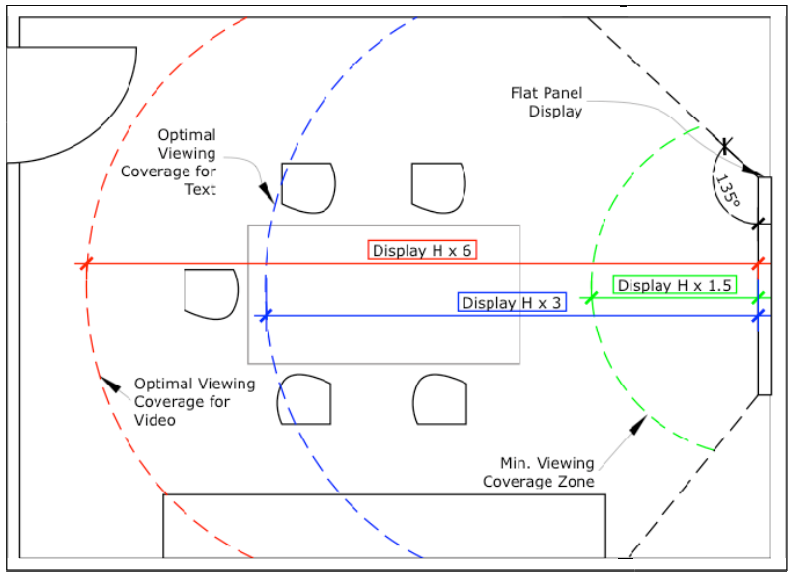 Flat Panel
Display
Optimal
Viewing
Coverage for
Text
135°
Display H x 6
Display H x 1.5
Display H x 3
Optimal Viewing
Coverage for
Video
Min. Viewing
Coverage Zone